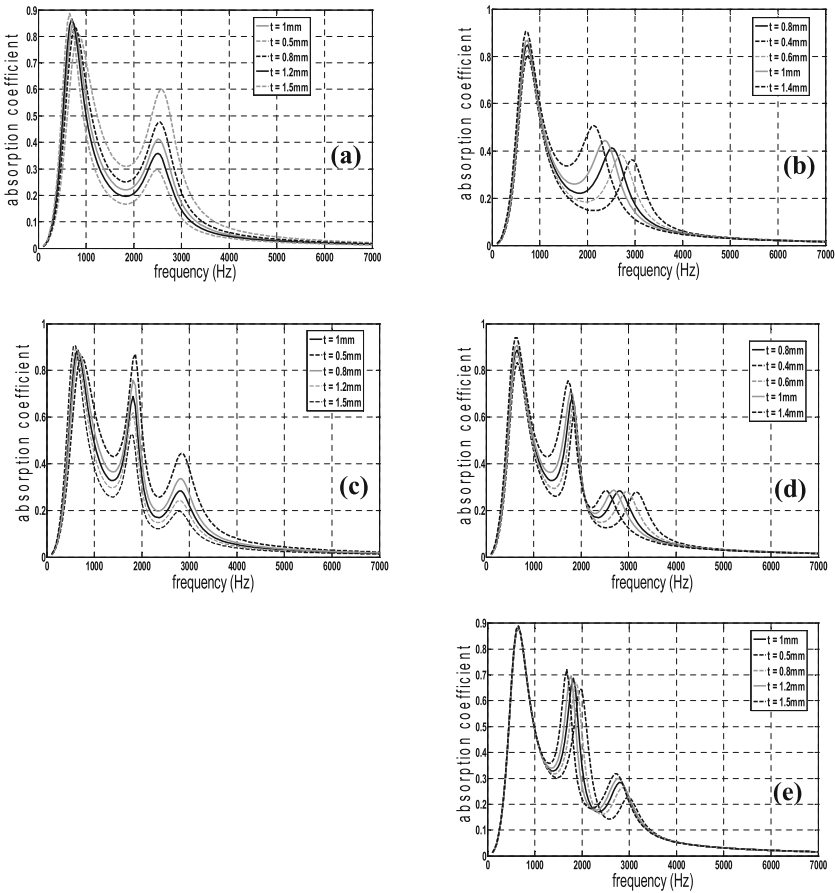 absorption coefficient
0.9
0.8
0.7
0.6
0.5
0.4
0.3
0.2
0.1
0
t = 1mm
t = 0.5mm
t = 0.8mm
t = 1.2mm
t = 1.5mm
(a)
0 1000 2000 3000 4000 5000 6000 7000
frequency (Hz)
absorption coefficient
1
0.8
0.6
0.4
0.2
0
t = 0.8mm
t = 0.4mm
t = 0.6mm
t = 1mm
t = 1.4mm
(b)
0 1000 2000 3000 4000 5000 6000 7000
frequency (Hz)
absorption coefficient
1
0.8
0.6
0.4
0.2
0
t = 1mm
t = 0.5mm
t = 0.8mm
t = 1.2mm
t = 1.5mm
(c)
0 1000 2000 3000 4000 5000 6000 7000
frequency (Hz)
absorption coefficient
1
0.8
0.6
0.4
0.2
0
t = 0.8mm
t = 0.4mm
t = 0.6mm
t = 1mm
t = 1.4mm
(d)
0 1000 2000 3000 4000 5000 6000 7000
frequency (Hz)
absorption coefficient
0.9
0.8
0.7
0.6
0.5
0.4
0.3
0.2
0.1
0
t = 1mm
t = 0.5mm
t = 0.8mm
t = 1.2mm
t = 1.5mm
(e)
0 1000 2000 3000 4000 5000 6000 7000
frequency (Hz)